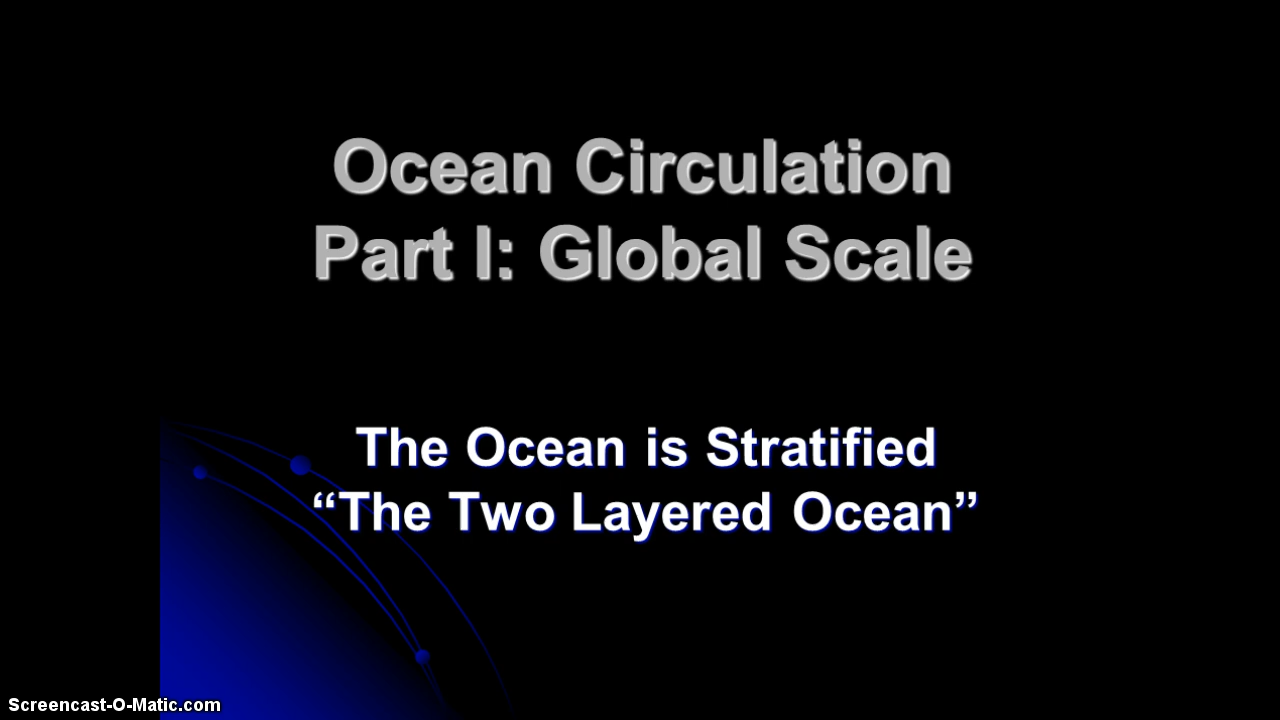 Ocean Circulation
Part I: Global Scale
The Ocean is Stratified
“The Two Layered Ocean”
Screencast-O-Matic.com